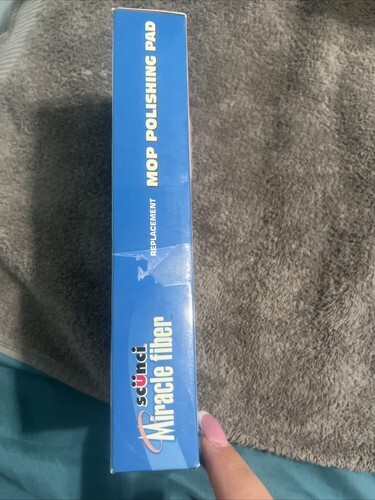 scünci
Miracle fiber
REPLACEMENT MOP POLISHING PAD